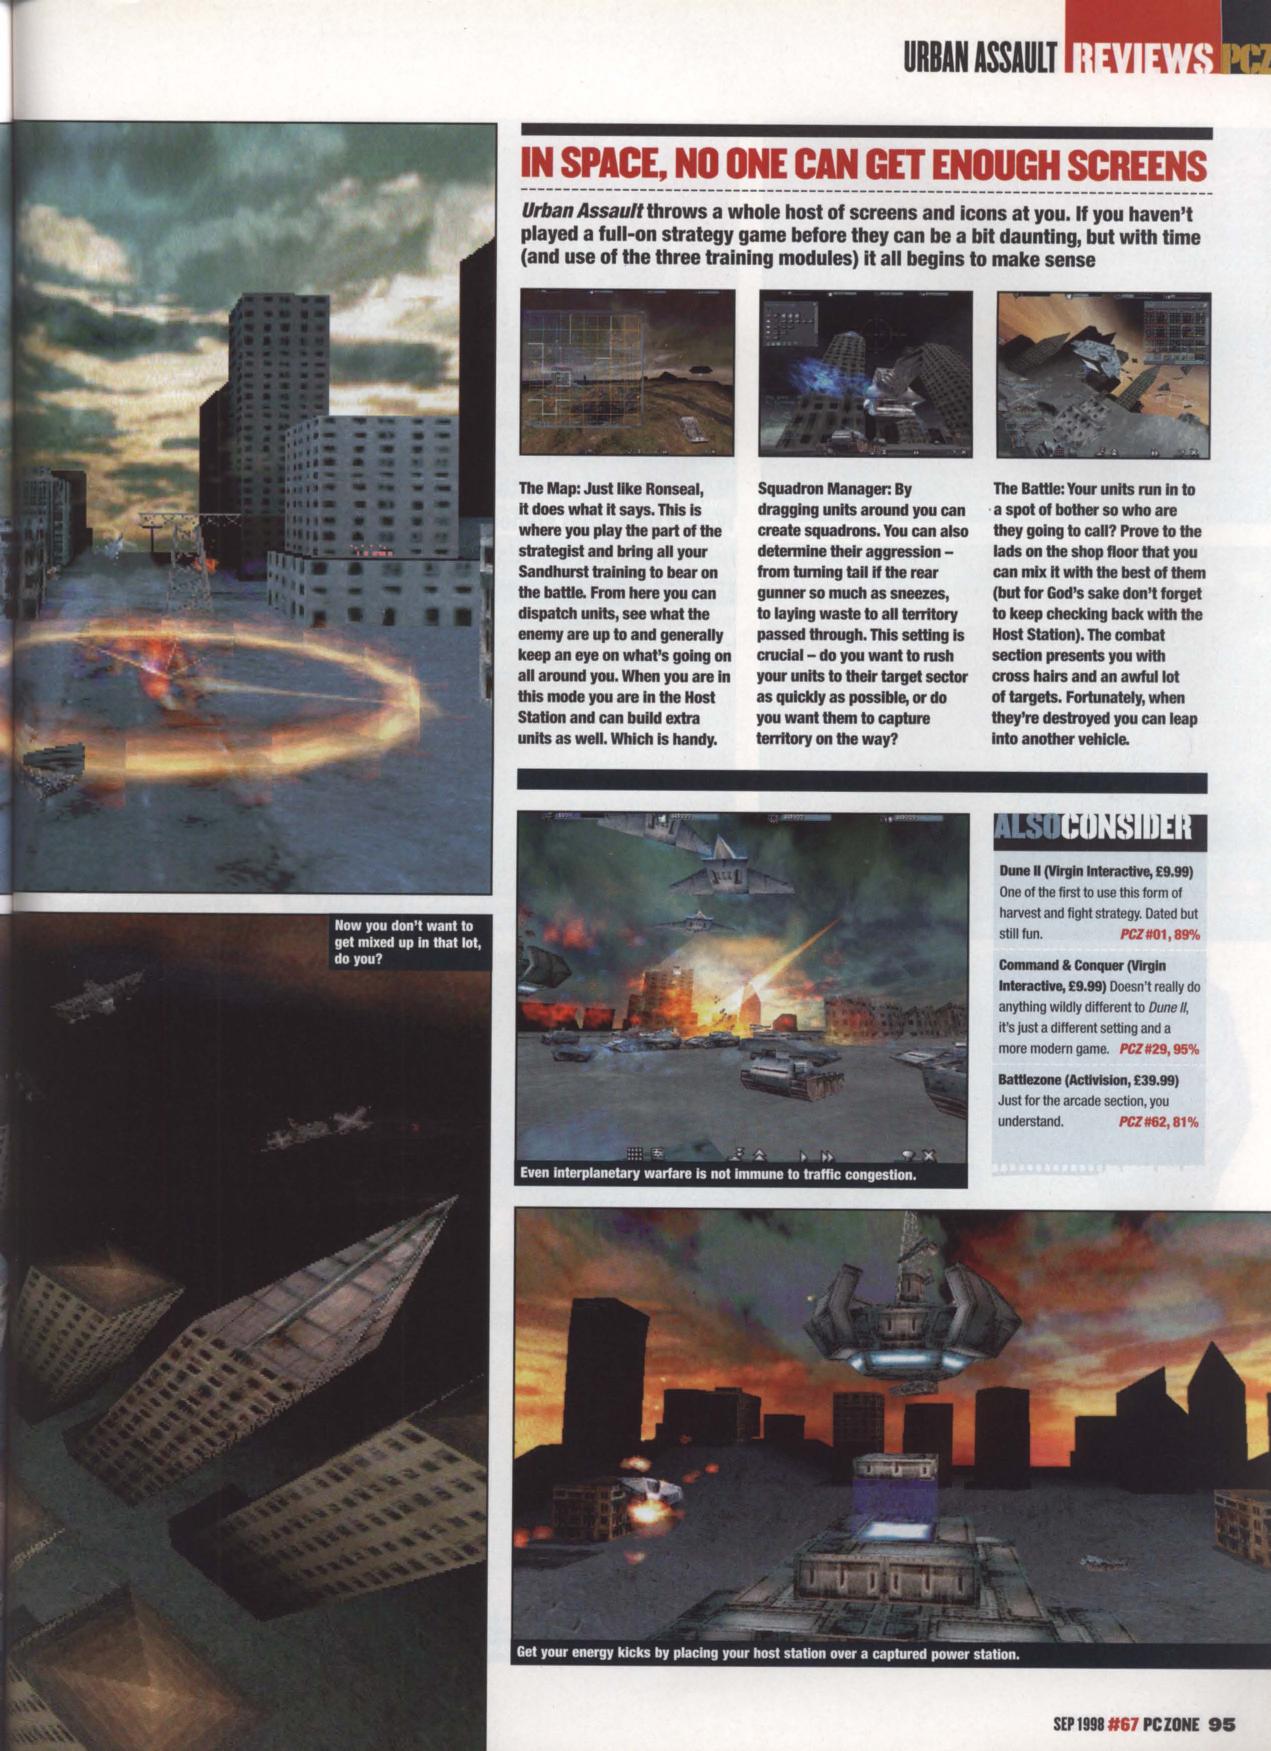 URBAN ASSAULT REVIEWS PCZ
IN SPACE, NO ONE CAN GET ENOUGH SCREENS
Urban Assault throws a whole host of screens and icons at you. If you haven't
played a full-on strategy game before they can be a bit daunting, but with time
(and use of the three training modules) it all begins to make sense
The Map: Just like Ronseal,
it does what it says. This is
where you play the part of the
strategist and bring all your
Sandhurst training to bear on
the battle. From here you can
dispatch units, see what the
enemy are up to and generally
keep an eye on what's going on
all around you. When you are in
this mode you are in the Host
Station and can build extra
units as well. Which is handy.
Squadron Manager: By
dragging units around you can
create squadrons. You can also
determine their aggression –
from turning tail if the rear
gunner so much as sneezes,
to laying waste to all territory
passed through. This setting is
crucial – do you want to rush
your units to their target sector
as quickly as possible, or do
you want them to capture
territory on the way?
The Battle: Your units run in to
a spot of bother so who are
they going to call? Prove to the
lads on the shop floor that you
can mix it with the best of them
(but for God's sake don't forget
to keep checking back with the
Host Station). The combat
section presents you with
cross hairs and an awful lot
of targets. Fortunately, when
they're destroyed you can leap
into another vehicle.
Now you don't want to
get mixed up in that lot,
do you?
Even interplanetary warfare is not immune to traffic congestion.
ALSO CONSIDER
Dune II (Virgin Interactive, £9.99)
One of the first to use this form of
harvest and fight strategy. Dated but
still fun. PCZ #01, 89%
Command & Conquer (Virgin
Interactive, £9.99) Doesn't really do
anything wildly different to Dune II,
it's just a different setting and a
more modern game. PCZ #29, 95%
Battlezone (Activision, £39.99)
Just for the arcade section, you
understand. PCZ #62, 81%
Get your energy kicks by placing your host station over a captured power station.
SEP 1998 #67 PC ZONE 95